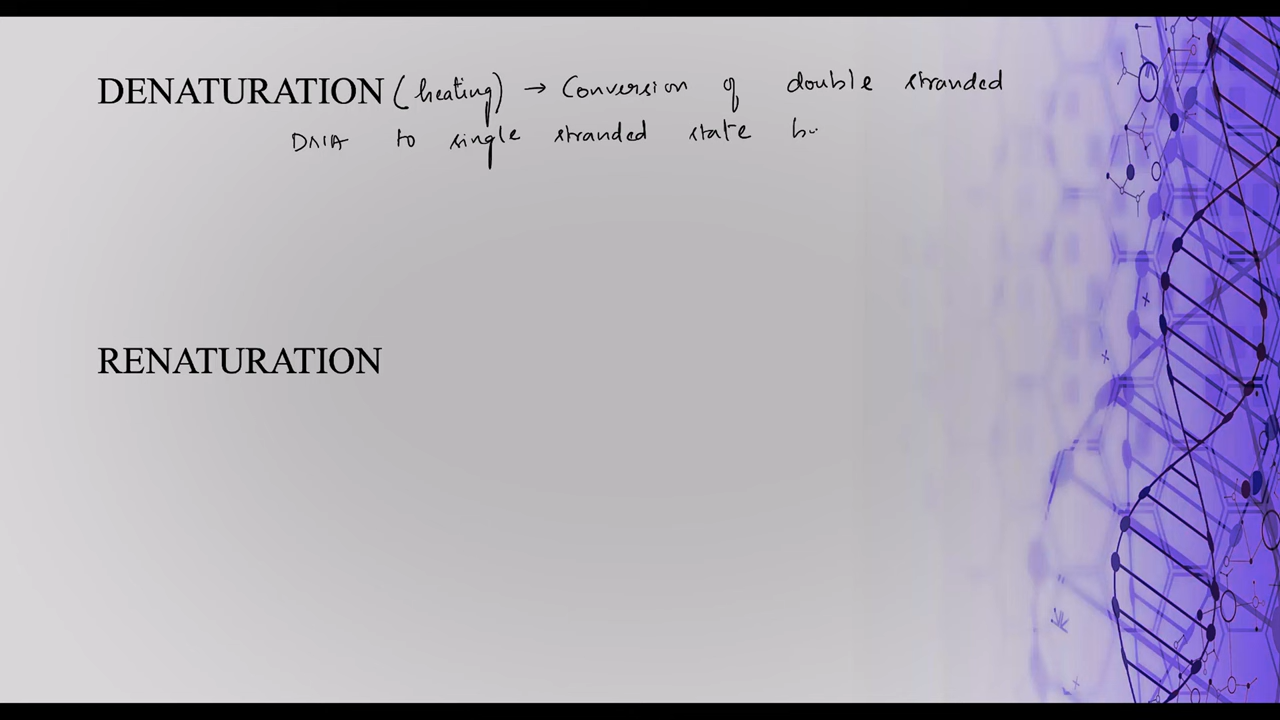 DENATURATION (heating) → Conversion of double stranded
DNA to single stranded state
RENATURATION